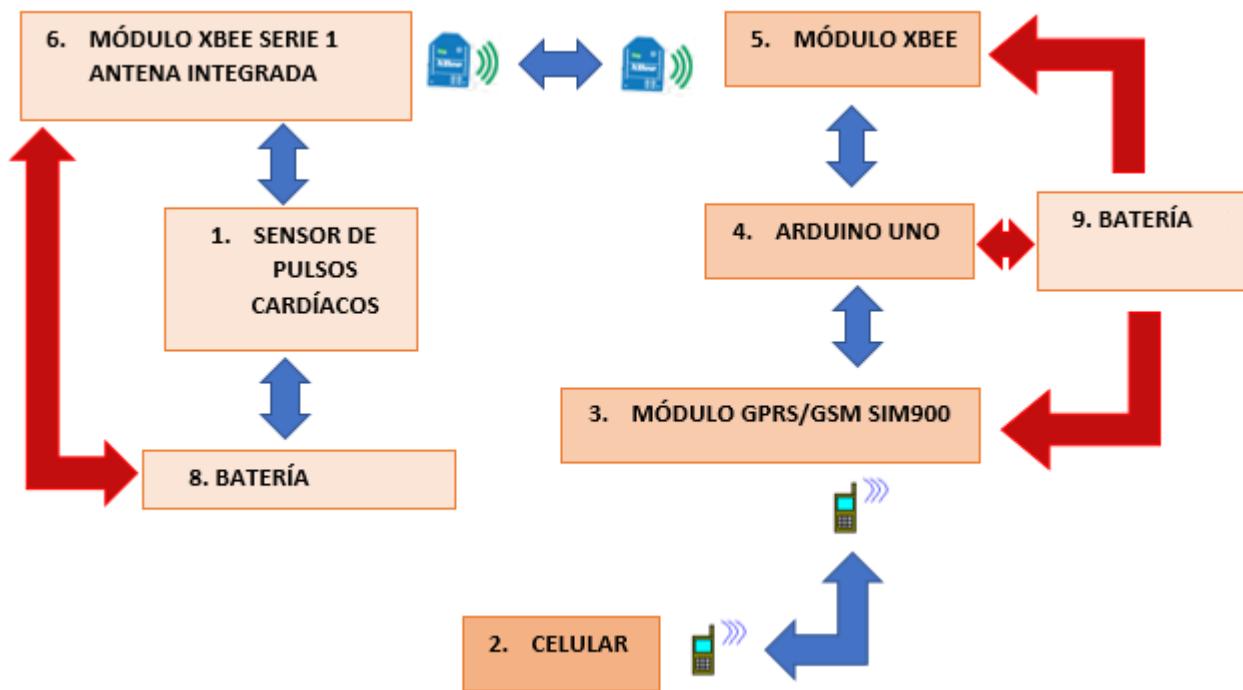 6. MÓDULO XBEE SERIE 1
ANTENA INTEGRADA
5. MÓDULO XBEE
1. SENSOR DE
PULSOS
CARDÍACOS
4. ARDUINO UNO
9. BATERÍA
3. MÓDULO GPRS/GSM SIM900
8. BATERÍA
2. CELULAR